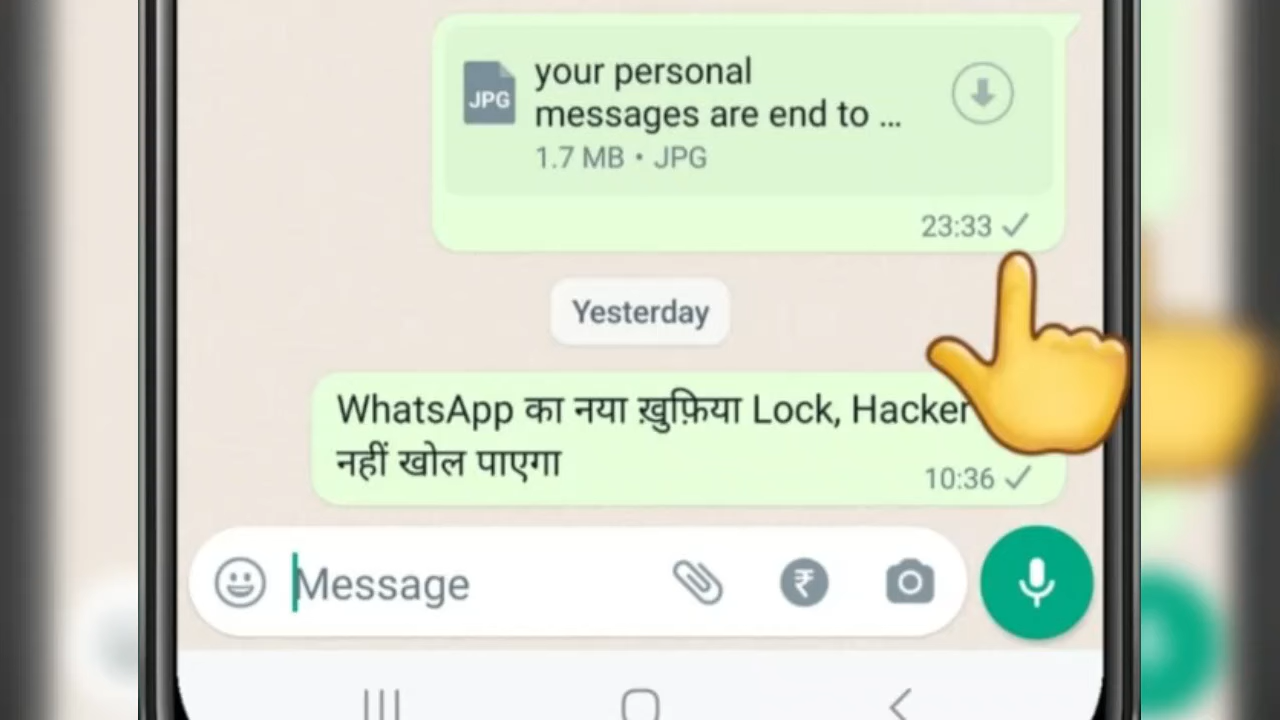 your personal
messages are end to ...
JPG
1.7 MB • JPG
23:33
Yesterday
WhatsApp का नया ख़ुफ़िया Lock, Hacker
नहीं खोल पाएगा
10:36
Message